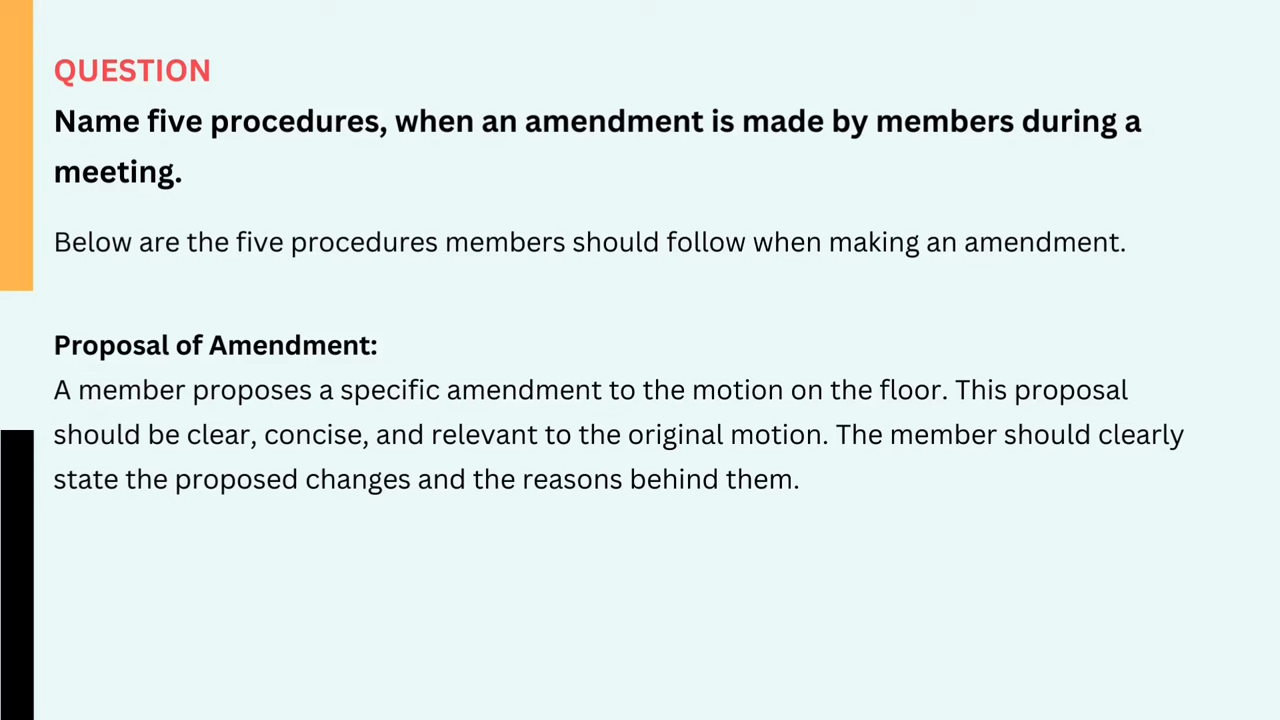 QUESTION
Name five procedures, when an amendment is made by members during a
meeting.
Below are the five procedures members should follow when making an amendment.
Proposal of Amendment:
A member proposes a specific amendment to the motion on the floor. This proposal
should be clear, concise, and relevant to the original motion. The member should clearly
state the proposed changes and the reasons behind them.